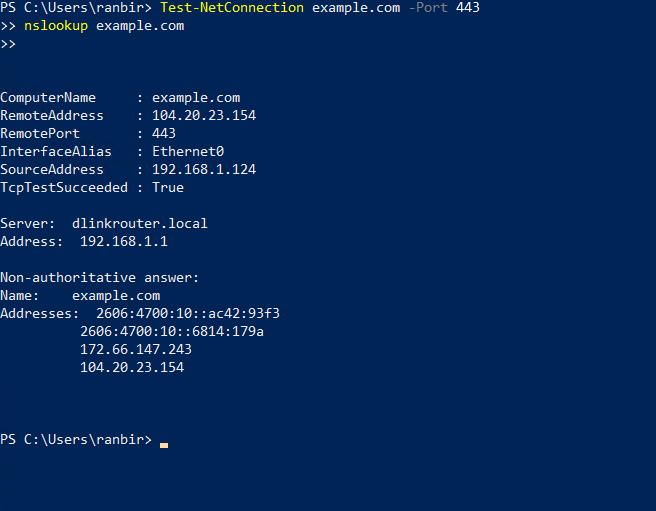 PS C:\Users\ranbir> Test-NetConnection example.com -Port 443
>> nslookup example.com
>>
ComputerName     : example.com
RemoteAddress    : 104.20.23.154
RemotePort       : 443
InterfaceAlias   : Ethernet0
SourceAddress    : 192.168.1.124
TcpTestSucceeded : True
Server:  dlinkrouter.local
Address:  192.168.1.1
Non-authoritative answer:
Name:    example.com
Addresses:  2606:4700:10::ac42:93f3
          2606:4700:10::6814:179a
          172.66.147.243
          104.20.23.154
PS C:\Users\ranbir>